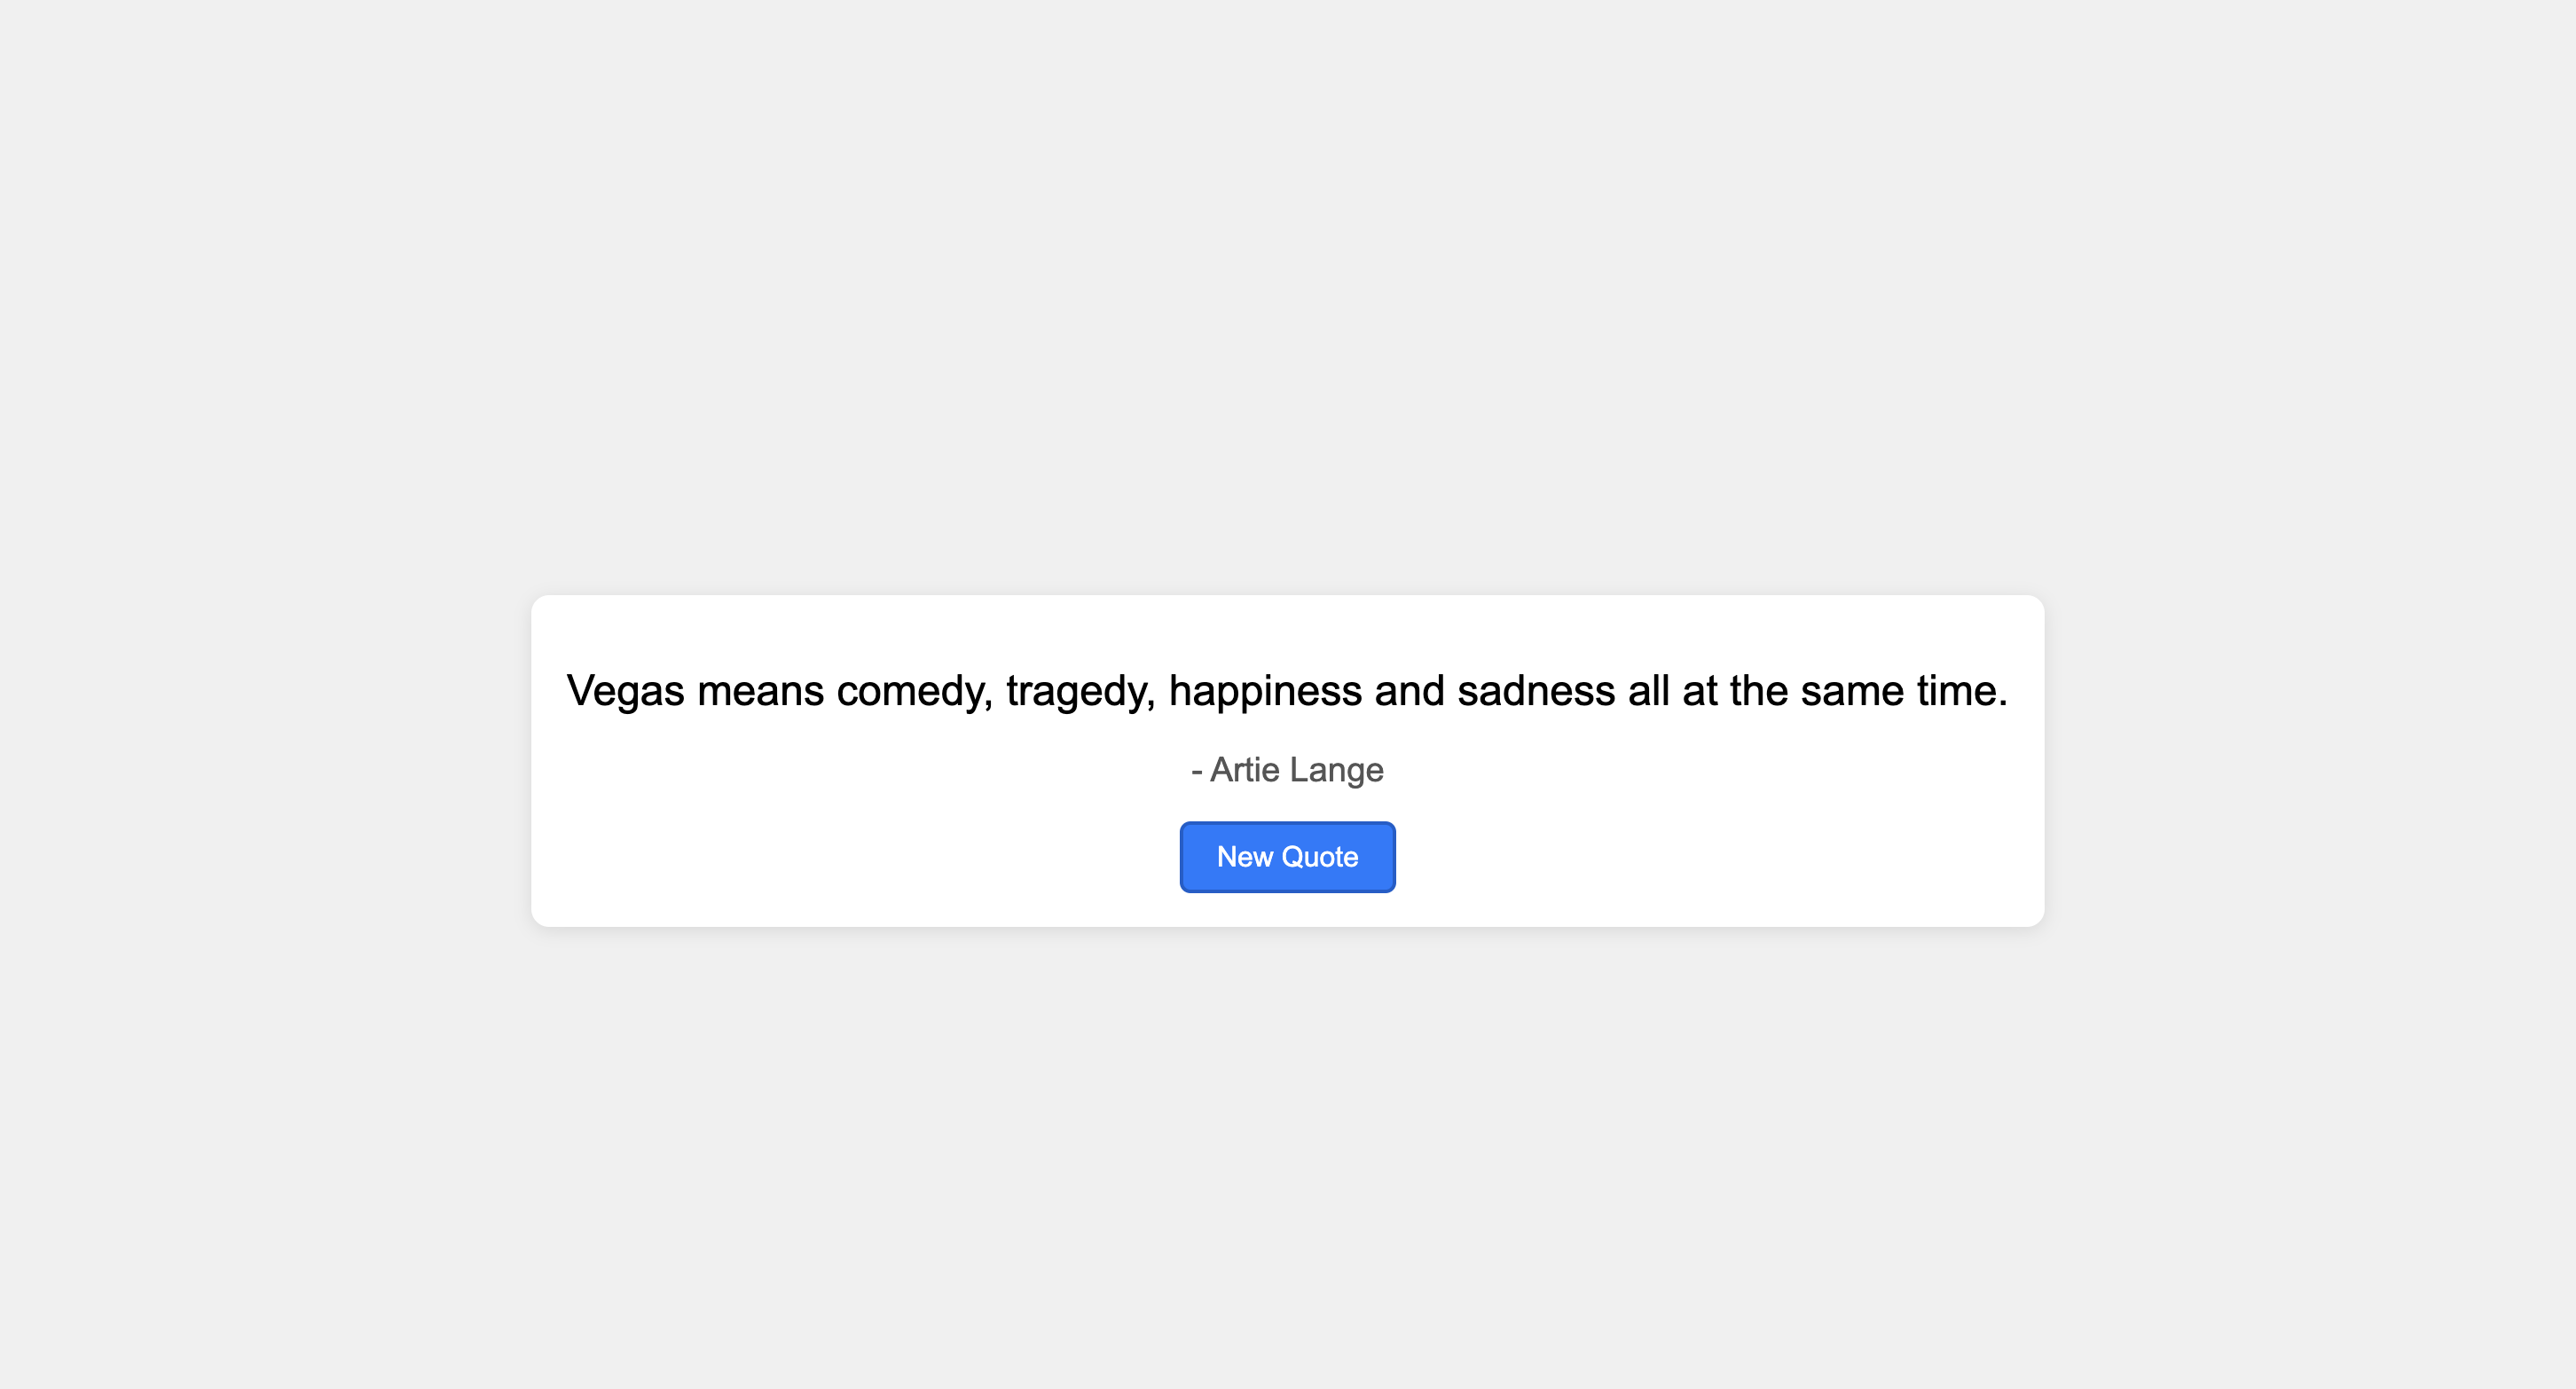 Vegas means comedy, tragedy, happiness and sadness all at the same time.
- Artie Lange
New Quote